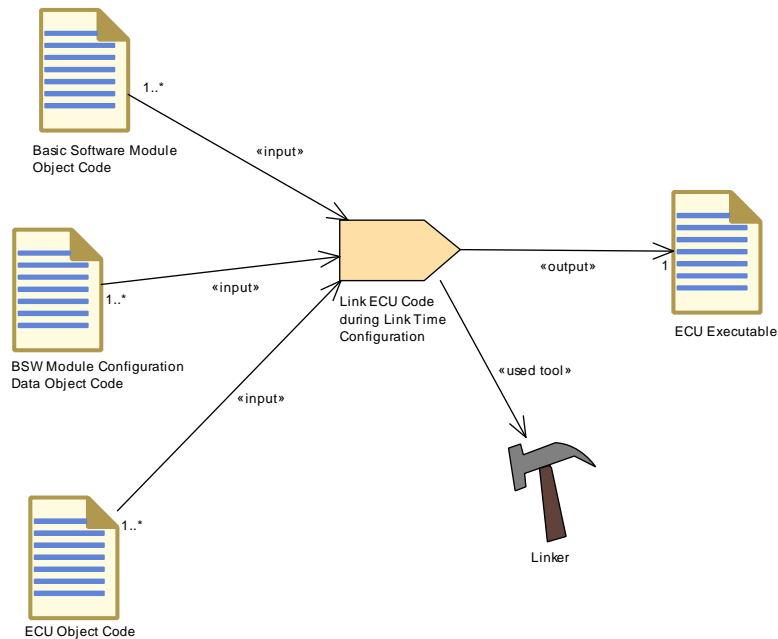 1..*
Basic Software Module
Object Code
«input»
1..*
«input»
BSW Module Configuration
Data Object Code
Link ECU Code
during Link Time
Configuration
«output»
1
ECU Executable
«used tool»
«input»
Linker
1..*
ECU Object Code